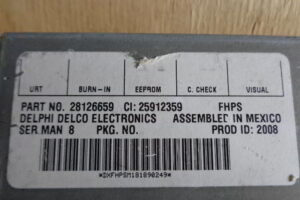 URT BURN-IN EEPROM C. CHECK VISUAL
PART NO. 28126659 CI: 25912359 FHPS
DELPHI DELCO ELECTRONICS ASSEMBLED IN MEXICO
SER.MAN 8 PKG. NO. PROD ID: 2008
*DXFHPSM181890249*